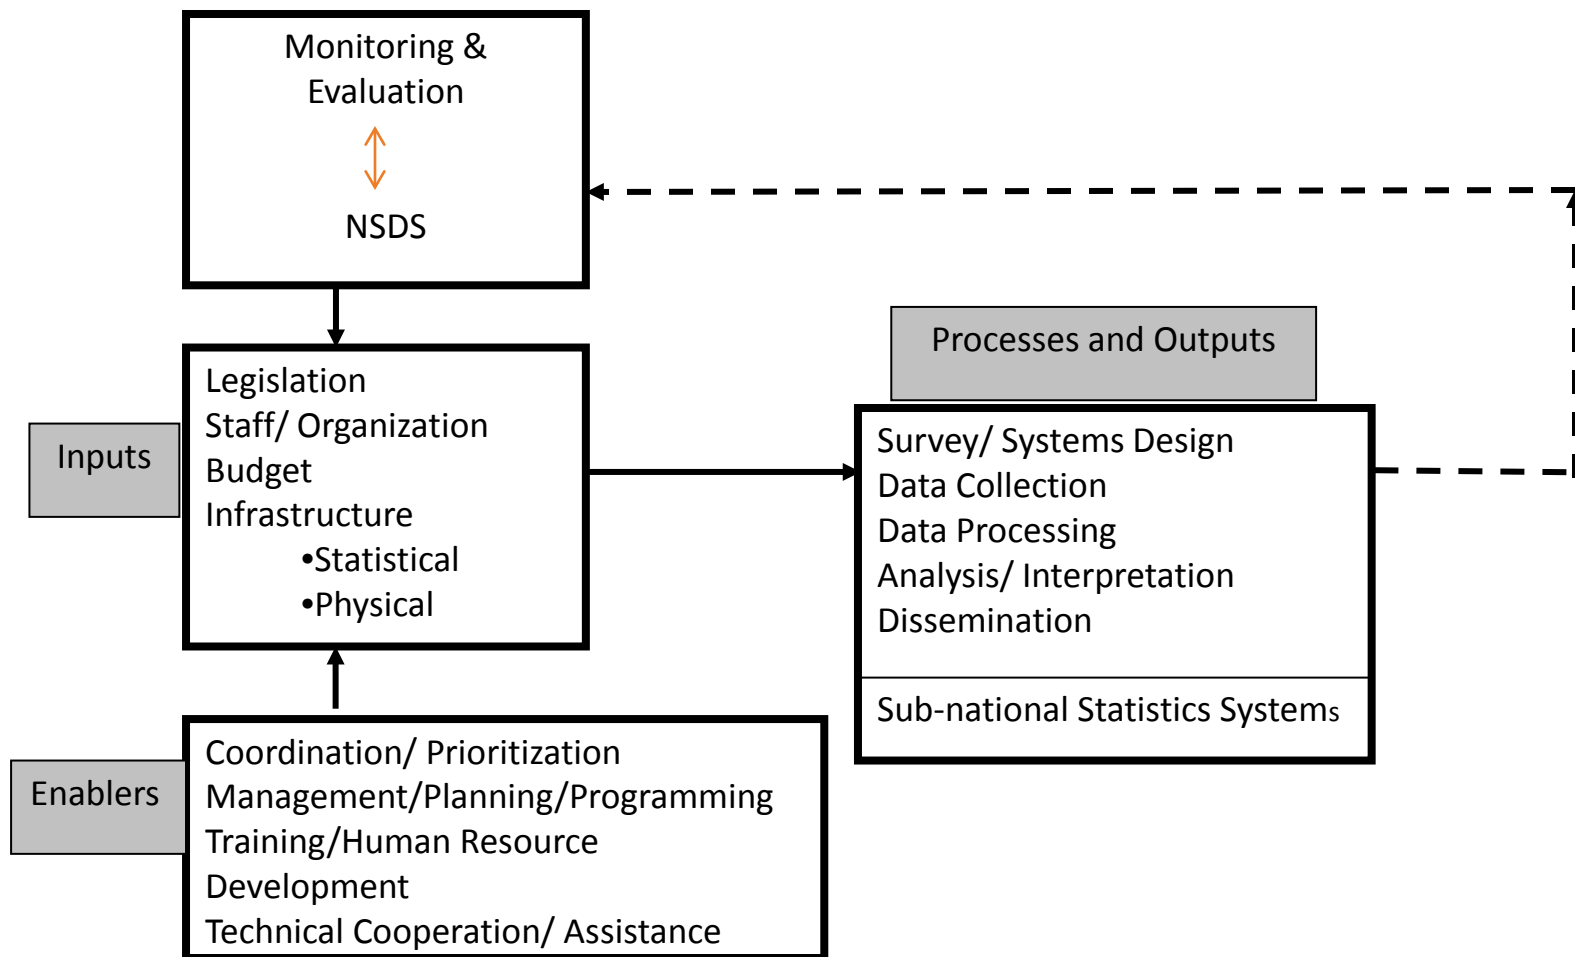 Monitoring &
Evaluation
NSDS
Processes and Outputs
Inputs
Legislation
Staff/ Organization
Budget
Infrastructure
•Statistical
•Physical
Survey/ Systems Design
Data Collection
Data Processing
Analysis/ Interpretation
Dissemination
Sub-national Statistics Systems
Enablers
Coordination/ Prioritization
Management/Planning/Programming
Training/Human Resource
Development
Technical Cooperation/ Assistance